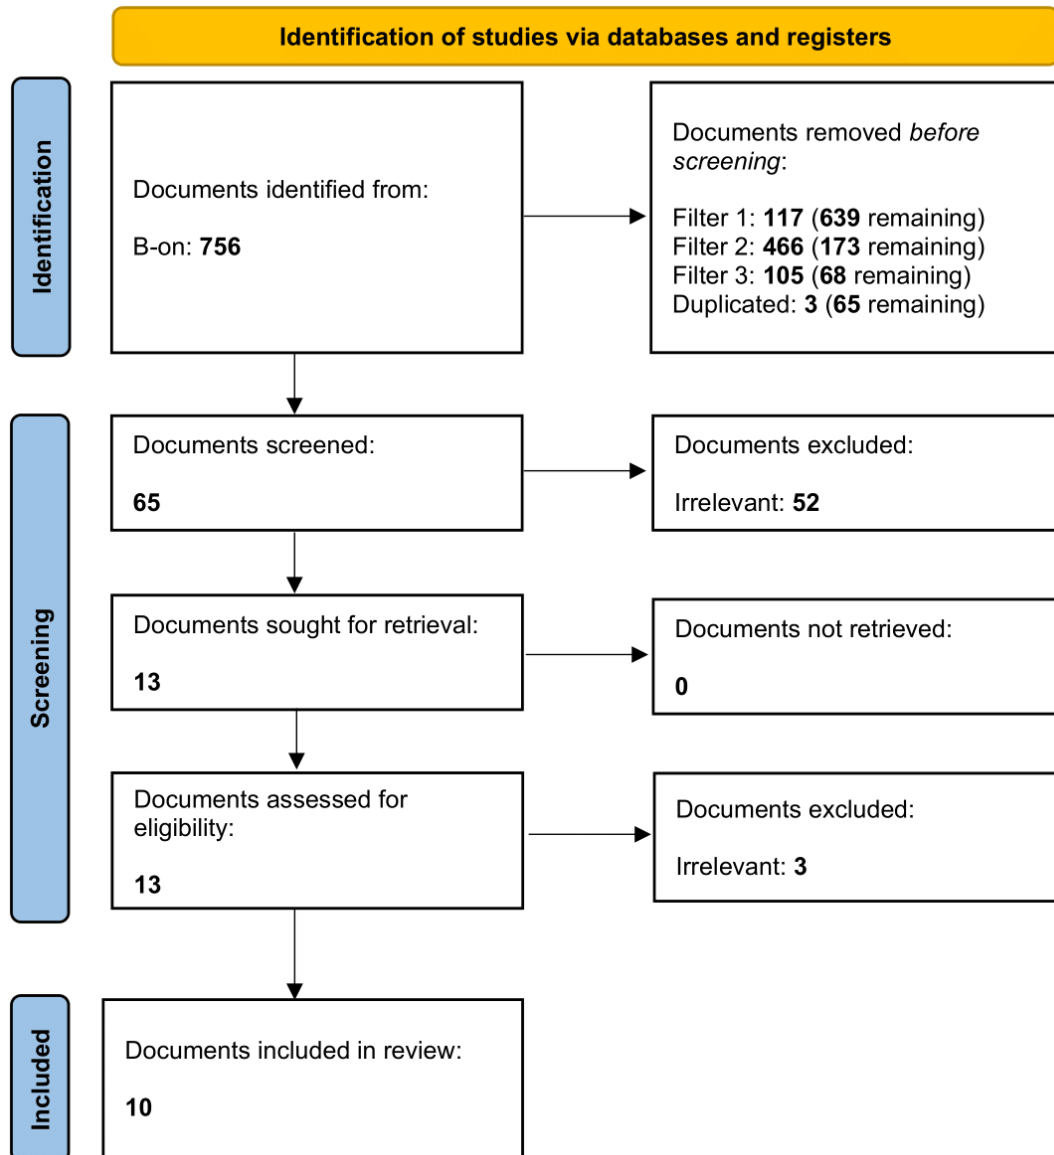 Identification of studies via databases and registers
Identification
Documents identified from:
B-on: 756
Documents removed before
screening:
Filter 1: 117 (639 remaining)
Filter 2: 466 (173 remaining)
Filter 3: 105 (68 remaining)
Duplicated: 3 (65 remaining)
Screening
Documents screened:
65
Documents excluded:
Irrelevant: 52
Documents sought for retrieval:
13
Documents not retrieved:
0
Documents assessed for
eligibility:
13
Documents excluded:
Irrelevant: 3
Included
Documents included in review:
10